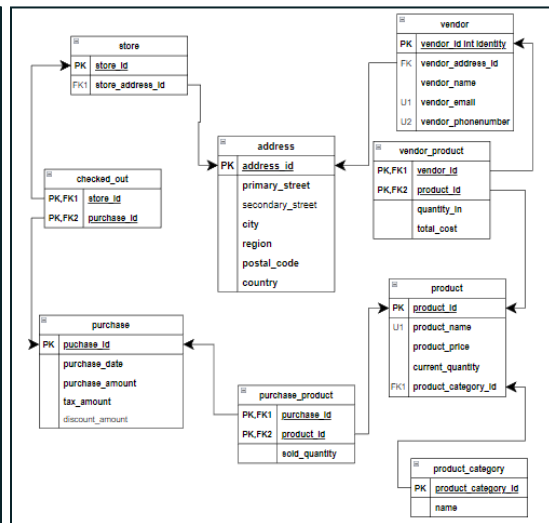 store
PK store_id
FK1 store_address_id
vendor
PK vendor_id int identity
FK vendor_address_id
vendor_name
U1 vendor_email
U2 vendor_phonenumber
address
PK address_id
primary_street
secondary_street
city
region
postal_code
country
vendor_product
PK,FK1 vendor_id
PK,FK2 product_id
quantity_in
total_cost
checked_out
PK,FK1 store_id
PK,FK2 purchase_id
product
PK product_id
U1 product_name
product_price
current_quantity
FK1 product_category_id
purchase
PK puchase_id
purchase_date
purchase_amount
tax_amount
discount_amount
purchase_product
PK,FK1 purchase_id
PK,FK2 product_id
sold_quantity
product_category
PK product_category_id
name